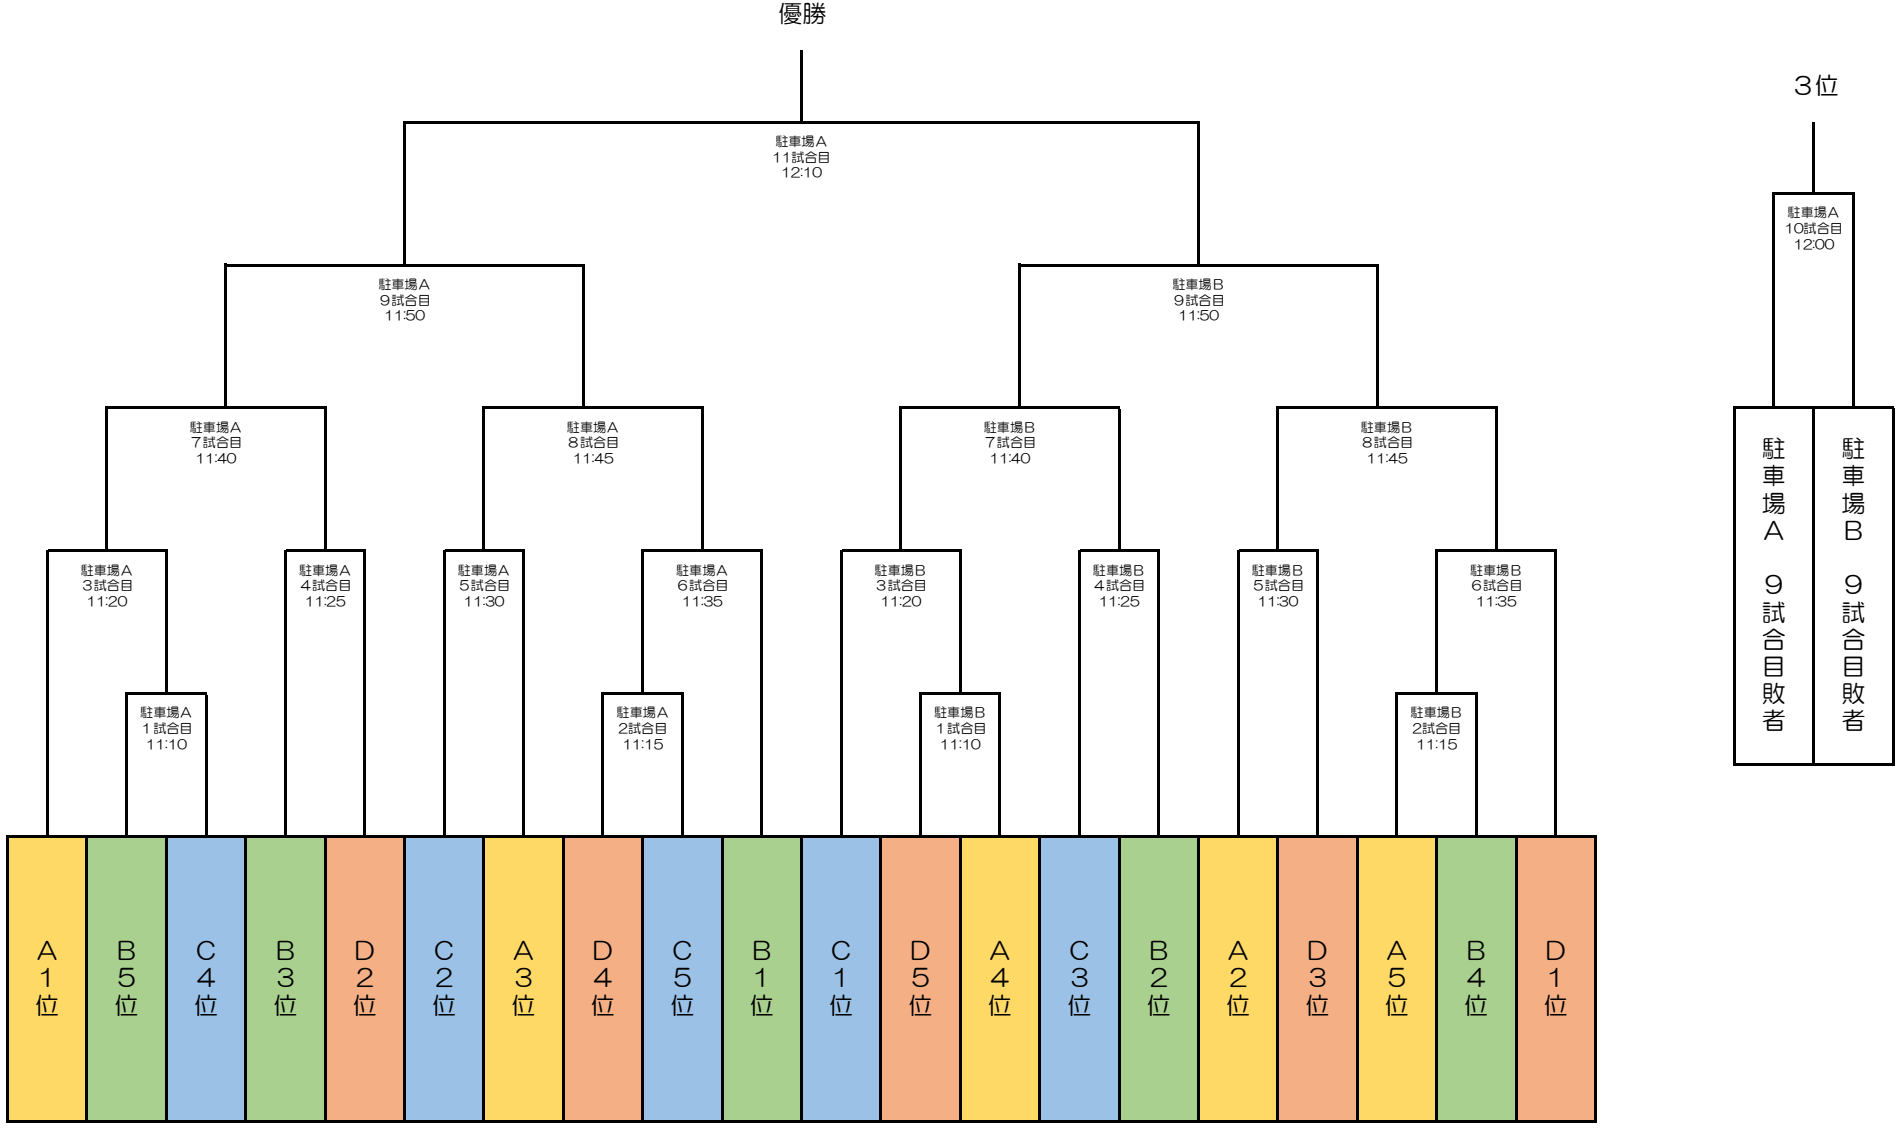 優勝
3位
駐車場A
11試合目
12:10
駐車場A
10試合目
12:00
駐車場A
9試合目
11:50
駐車場B
9試合目
11:50
駐車場A
7試合目
11:40
駐車場A
8試合目
11:45
駐車場B
7試合目
11:40
駐車場B
8試合目
11:45
駐車場A 9試合目敗者
駐車場B 9試合目敗者
駐車場A
3試合目
11:20
駐車場A
4試合目
11:25
駐車場A
5試合目
11:30
駐車場A
6試合目
11:35
駐車場B
3試合目
11:20
駐車場B
4試合目
11:25
駐車場B
5試合目
11:30
駐車場B
6試合目
11:35
駐車場A
1試合目
11:10
駐車場A
2試合目
11:15
駐車場B
1試合目
11:10
駐車場B
2試合目
11:15
A1位
B5位
C4位
B3位
D2位
C2位
A3位
D4位
C5位
B1位
C1位
D5位
A4位
C3位
B2位
A2位
D3位
A5位
B4位
D1位